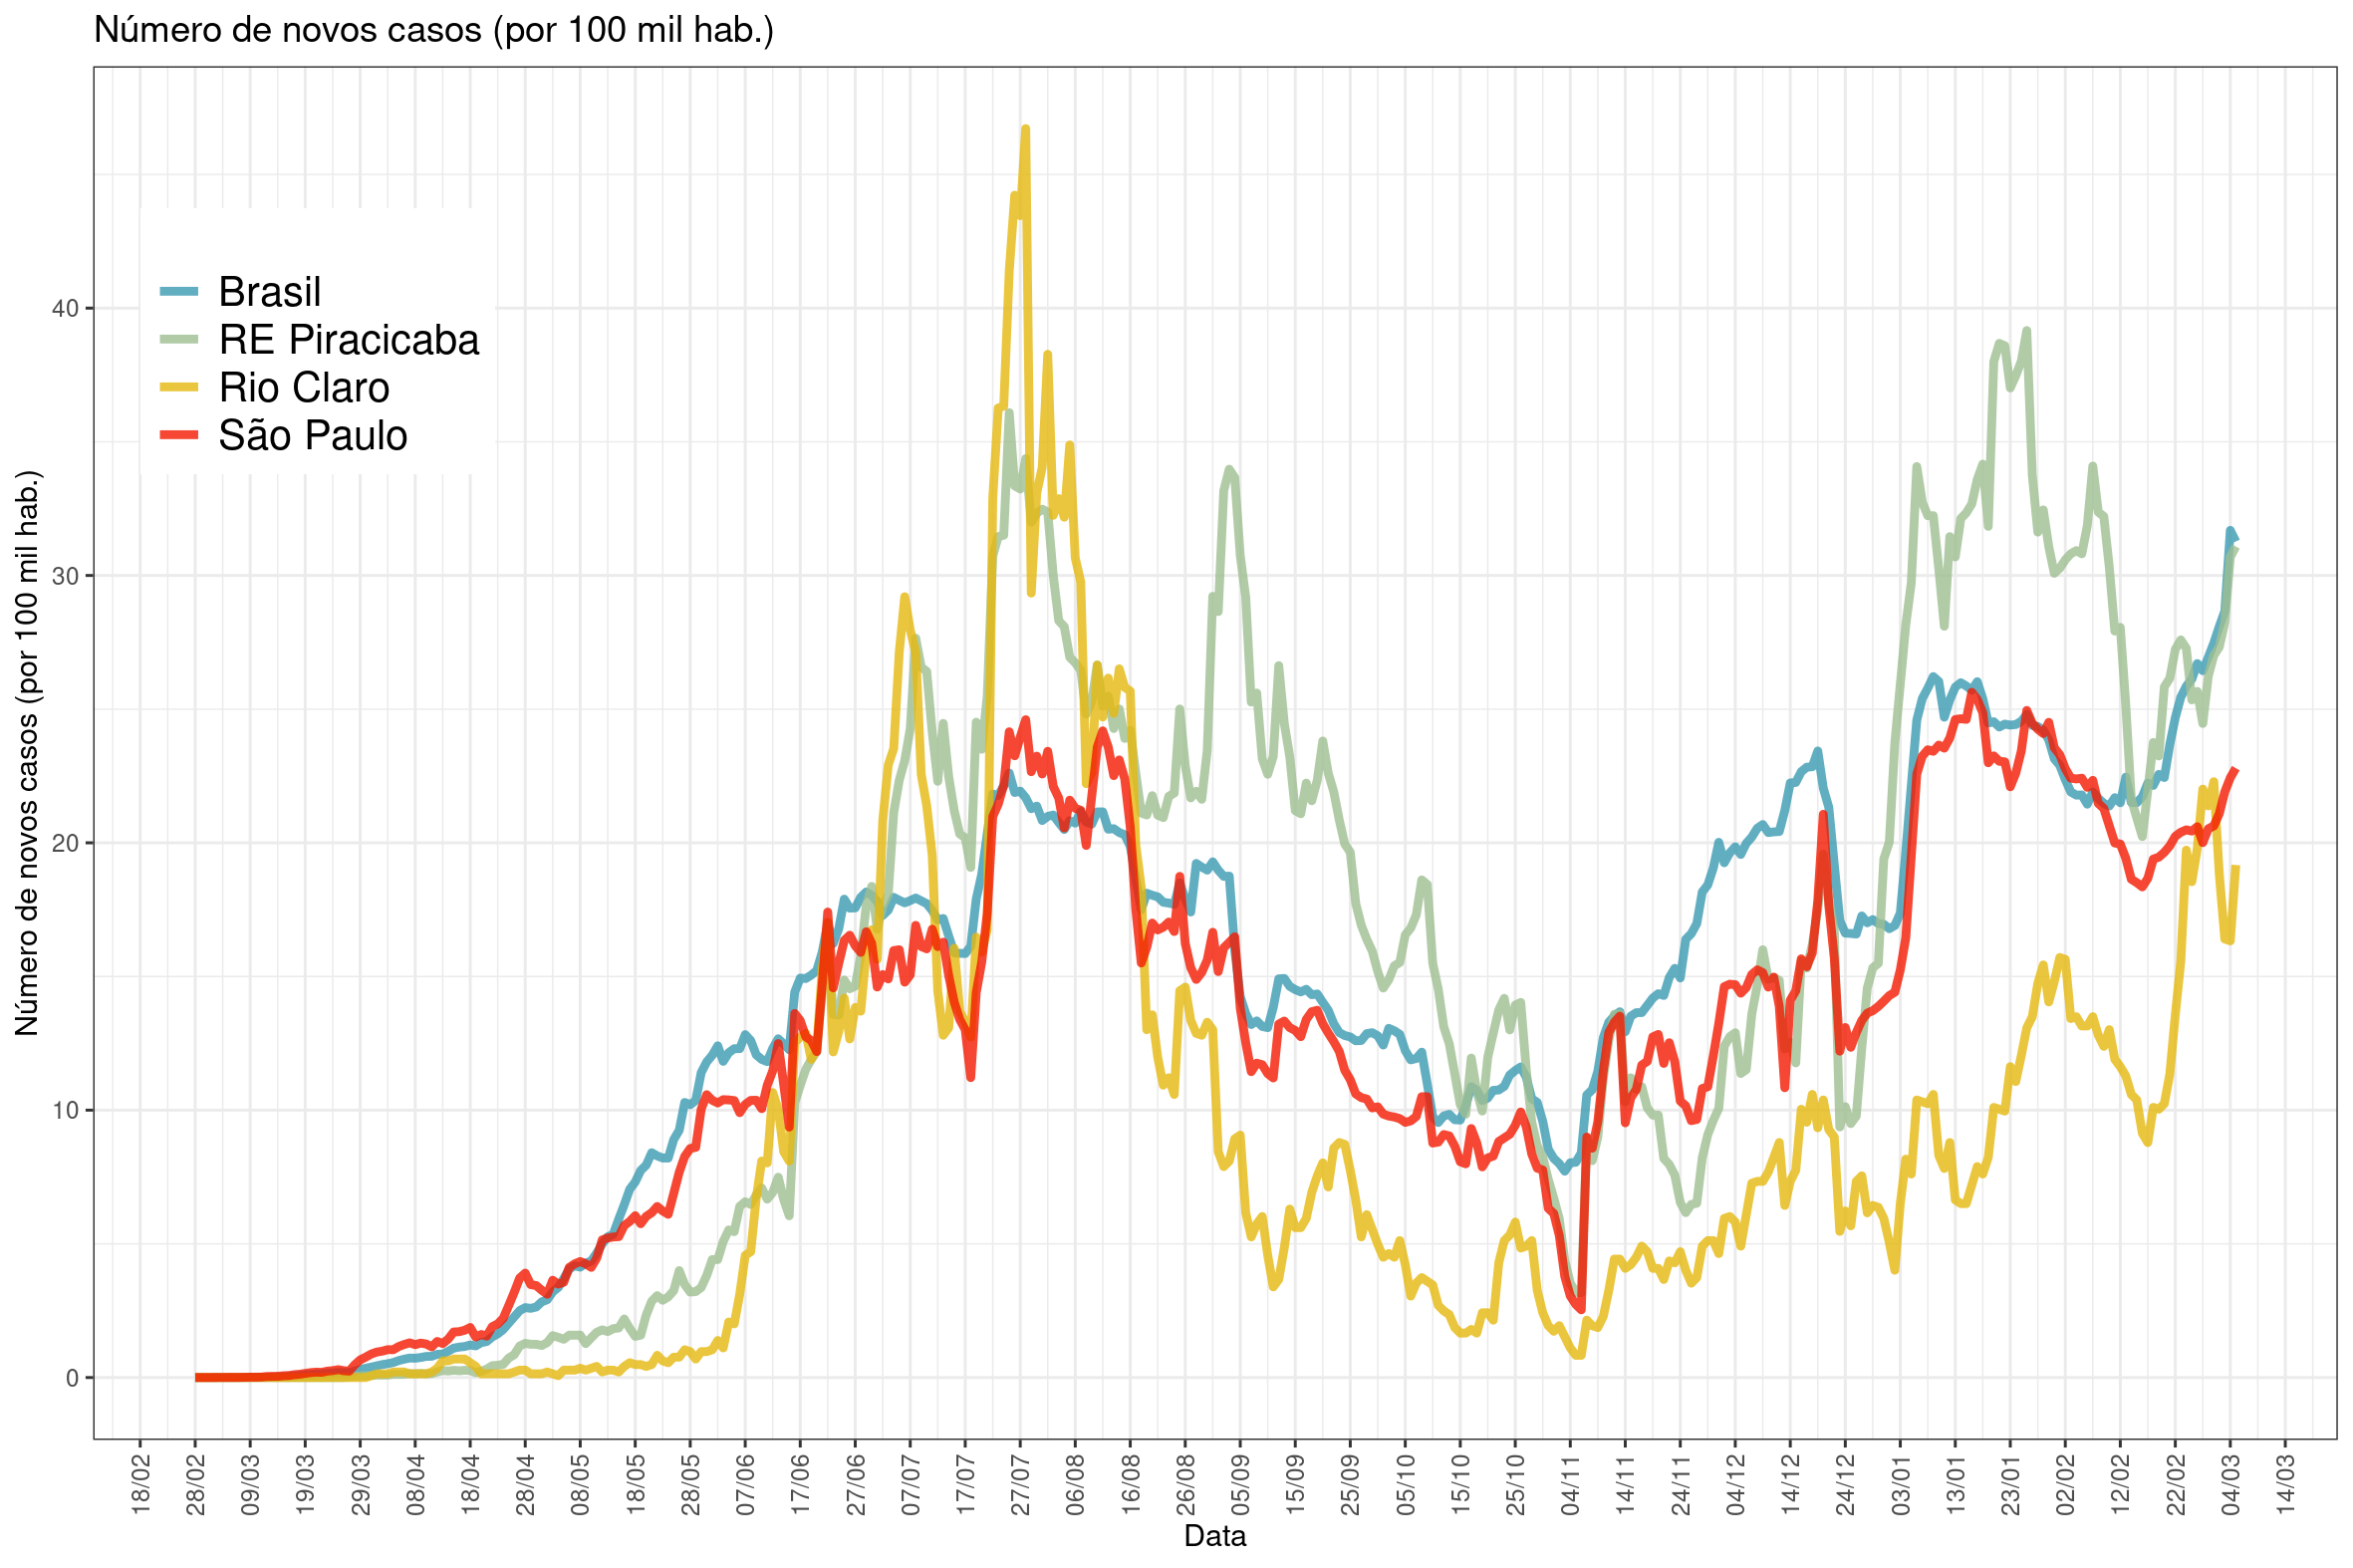 Número de novos casos (por 100 mil hab.)
Número de novos casos (por 100 mil hab.)
40
30
20
10
0
Brasil
RE Piracicaba
Rio Claro
São Paulo
18/02 28/02 09/03 19/03 29/03 08/04 18/04 28/04 08/05 18/05 28/05 07/06 17/06 27/06 07/07 17/07 27/07 06/08 16/08 26/08 05/09 15/09 25/09 05/10 15/10 25/10 04/11 14/11 24/11 04/12 14/12 24/12 03/01 13/01 23/01 02/02 12/02 22/02 04/03 14/03
Data